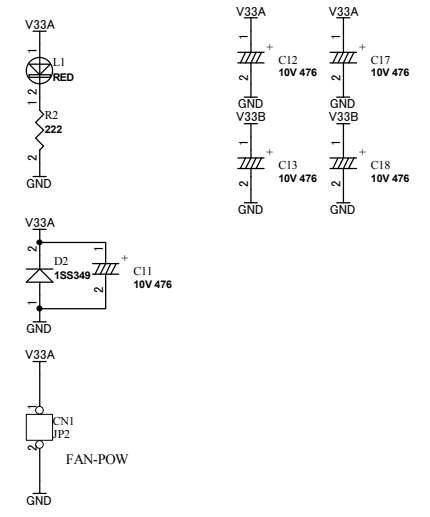 V33A
1
L1
RED
2
1
R2
222
2
GND
V33A
1
+
C12
10V 476
2
GND
V33A
1
+
C17
10V 476
2
GND
V33B
1
+
C13
10V 476
2
GND
V33B
1
+
C18
10V 476
2
GND
V33A
2
D2
1SS349
1
1
+
C11
10V 476
2
GND
V33A
1
CN1
JP2
2
FAN-POW
GND